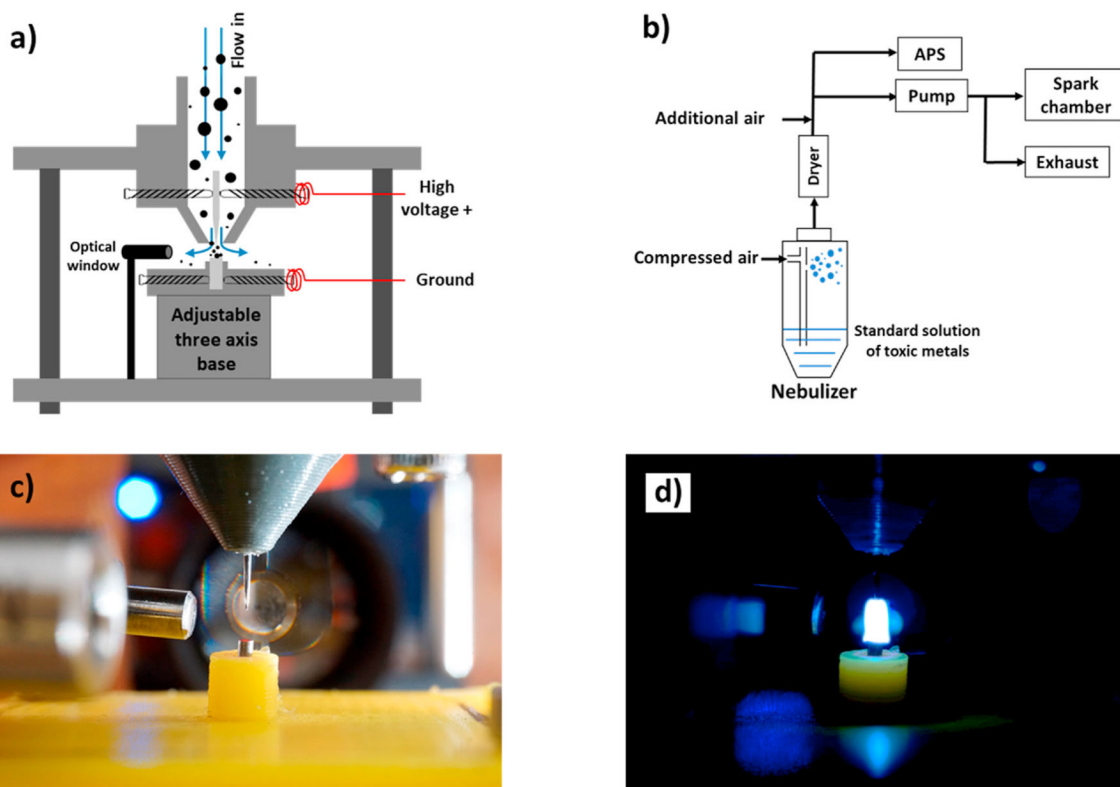 a)
Flow in
High
voltage +
Optical
window
Ground
Adjustable
three axis
base
b)
APS
Pump
Spark
chamber
Additional air
Exhaust
Dryer
Compressed air
Standard solution
of toxic metals
Nebulizer
c)
d)